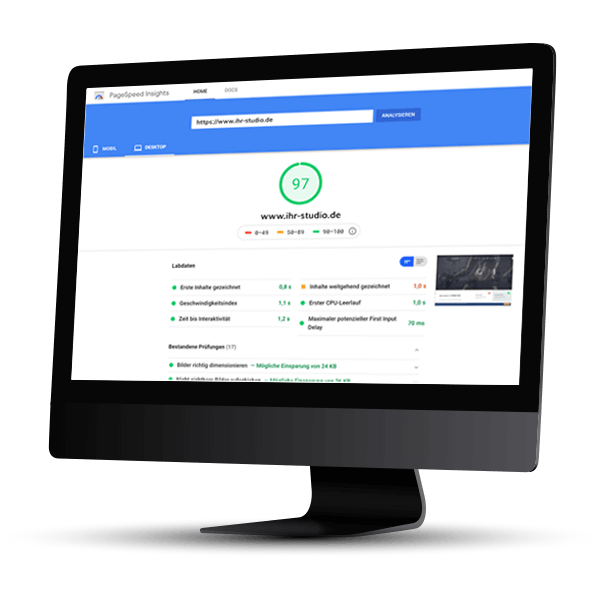 PageSpeed Insights HOME DOCS
https://www.ihr-studio.de ANALYSIEREN
MOBIL DESKTOP
97
www.ihr-studio.de
0–49 50–89 90–100
Labdaten
Erste Inhalte gezeichnet 0,8 s Inhalte weitgehend gezeichnet 1,0 s
Geschwindigkeitsindex 1,1 s Erster CPU-Leerlauf 1,0 s
Zeit bis Interaktivität 1,2 s Maximaler potenzieller First Input Delay 70 ms
Bestandene Prüfungen (17)
Bilder richtig dimensionieren — Mögliche Einsparung von 24 KB